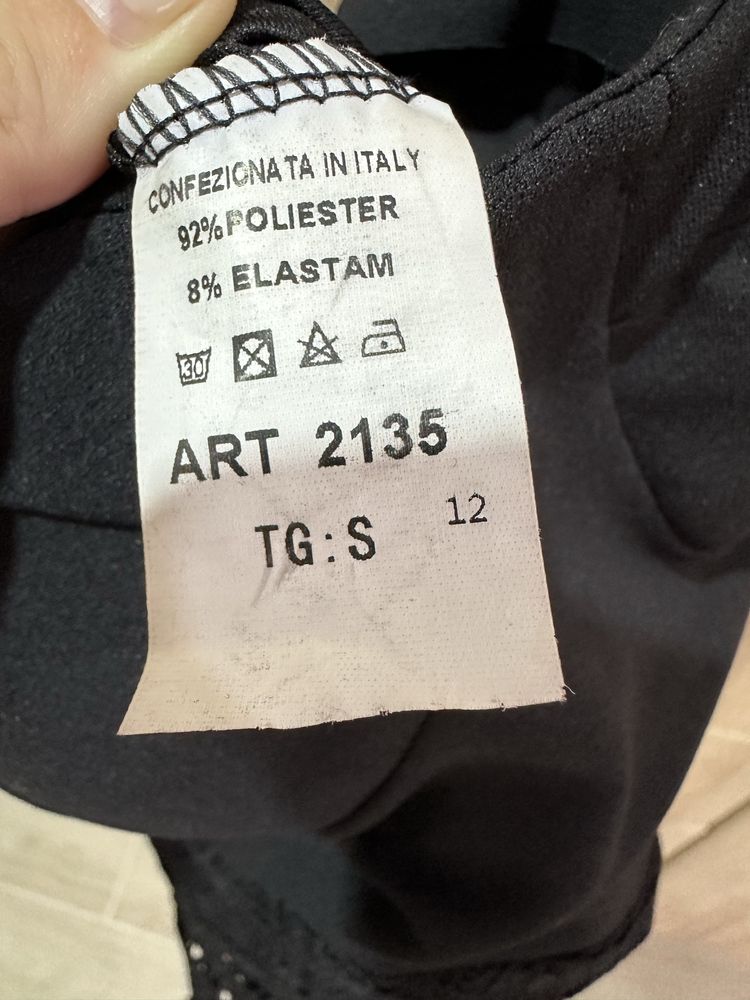 CONFEZIONATA IN ITALY
92% POLIESTER
8% ELASTAM
30
ART 2135
TG:S 12